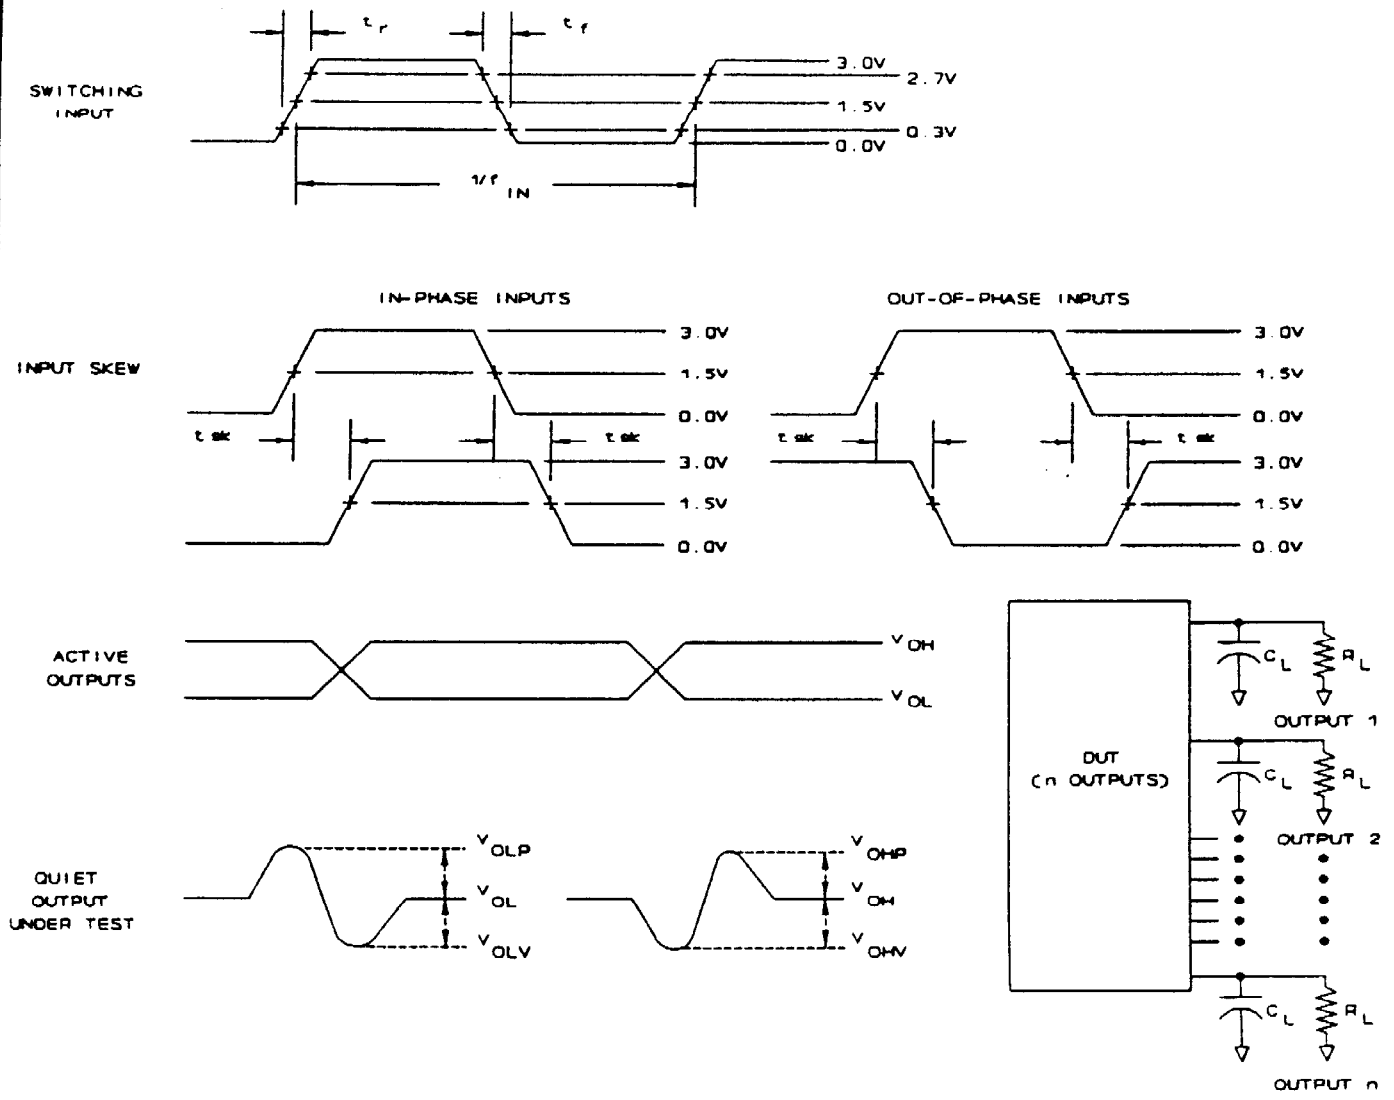 t r
t f
SWITCHING
INPUT
3.0V
2.7V
1.5V
0.3V
0.0V
1/f IN
IN-PHASE INPUTS
OUT-OF-PHASE INPUTS
INPUT SKEW
3.0V
1.5V
0.0V
t sk
t sk
3.0V
1.5V
0.0V
3.0V
1.5V
0.0V
t sk
t sk
3.0V
1.5V
0.0V
ACTIVE
OUTPUTS
V OH
V OL
QUIET
OUTPUT
UNDER TEST
V OLP
V OL
V OLV
V OHP
V OH
V OHV
DUT
(n OUTPUTS)
C L
R L
OUTPUT 1
C L
R L
OUTPUT 2
C L
R L
OUTPUT n